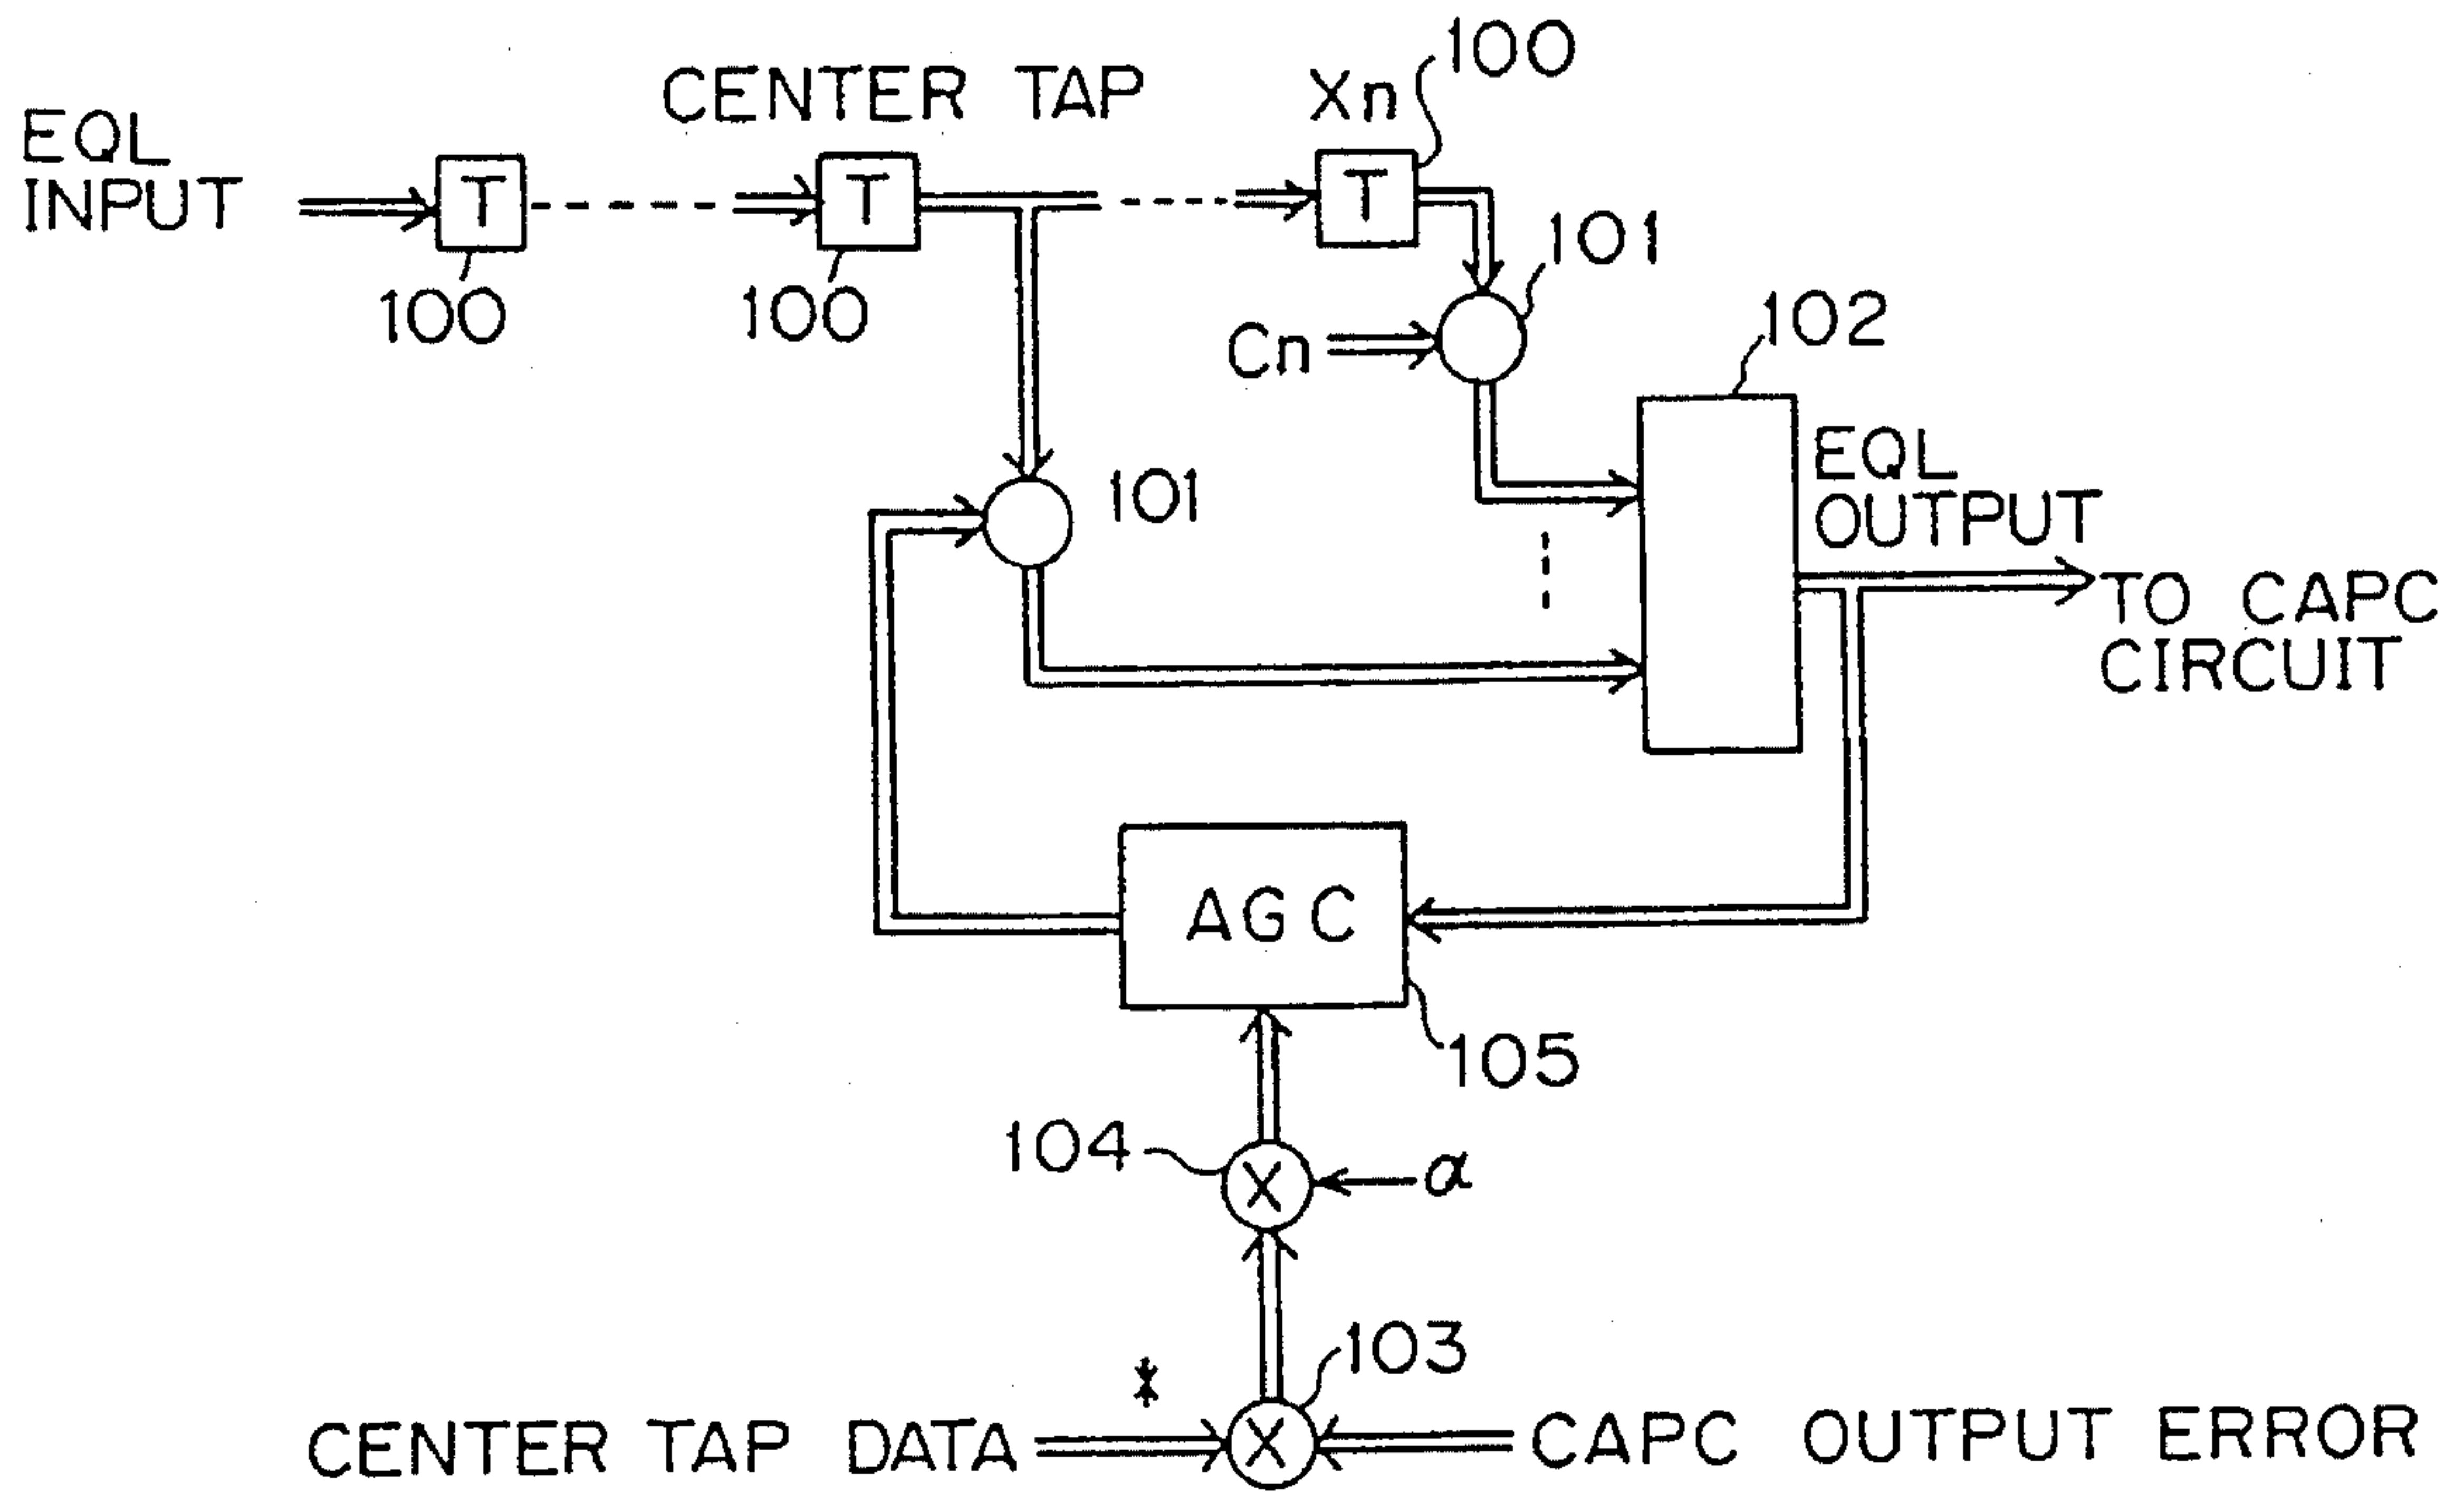 100
CENTER TAP
Xn
EQL
INPUT
T
T
T
101
100
100
Cn
102
EQL
OUTPUT
101
TO CAPC
CIRCUIT
AGC
105
104
X
α
103
*
CENTER TAP DATA
X
CAPC OUTPUT ERROR